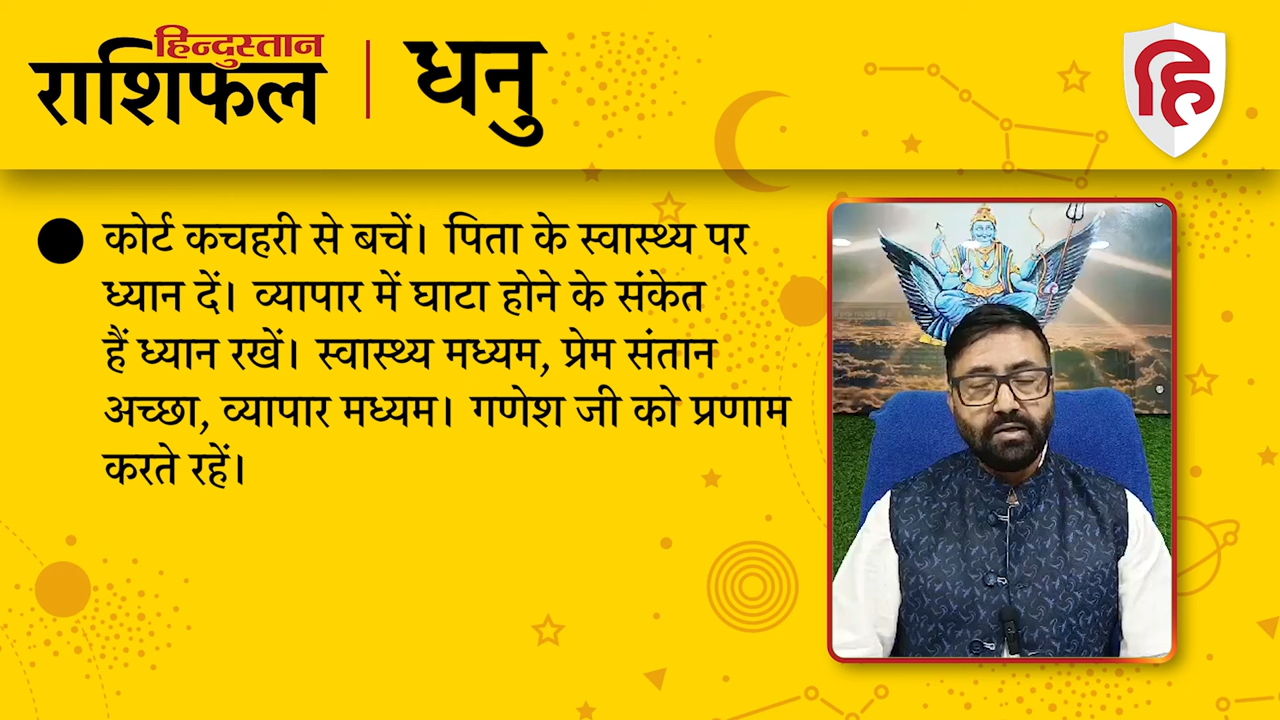 हिन्दुस्तान
राशिफल
धनु
हि
कोर्ट कचहरी से बचें। पिता के स्वास्थ्य पर
ध्यान दें। व्यापार में घाटा होने के संकेत
हैं ध्यान रखें। स्वास्थ्य मध्यम, प्रेम संतान
अच्छा, व्यापार मध्यम। गणेश जी को प्रणाम
करते रहें।